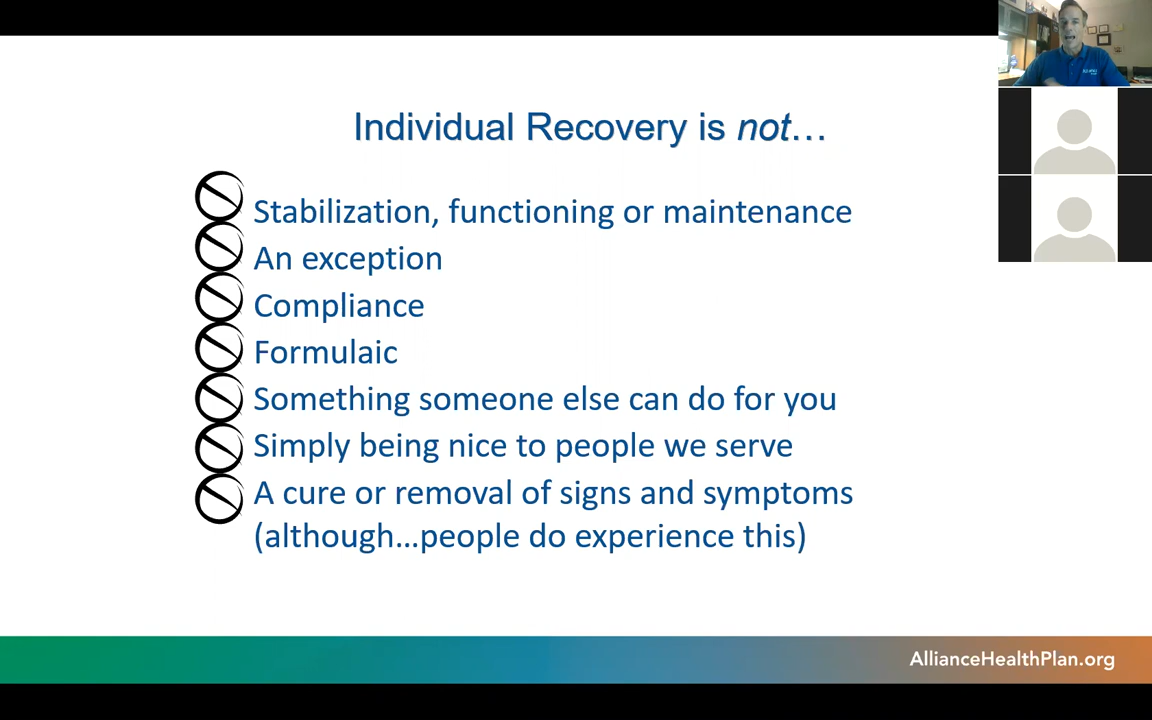 Individual Recovery is not…
Stabilization, functioning or maintenance
An exception
Compliance
Formulaic
Something someone else can do for you
Simply being nice to people we serve
A cure or removal of signs and symptoms
(although…people do experience this)
AllianceHealthPlan.org